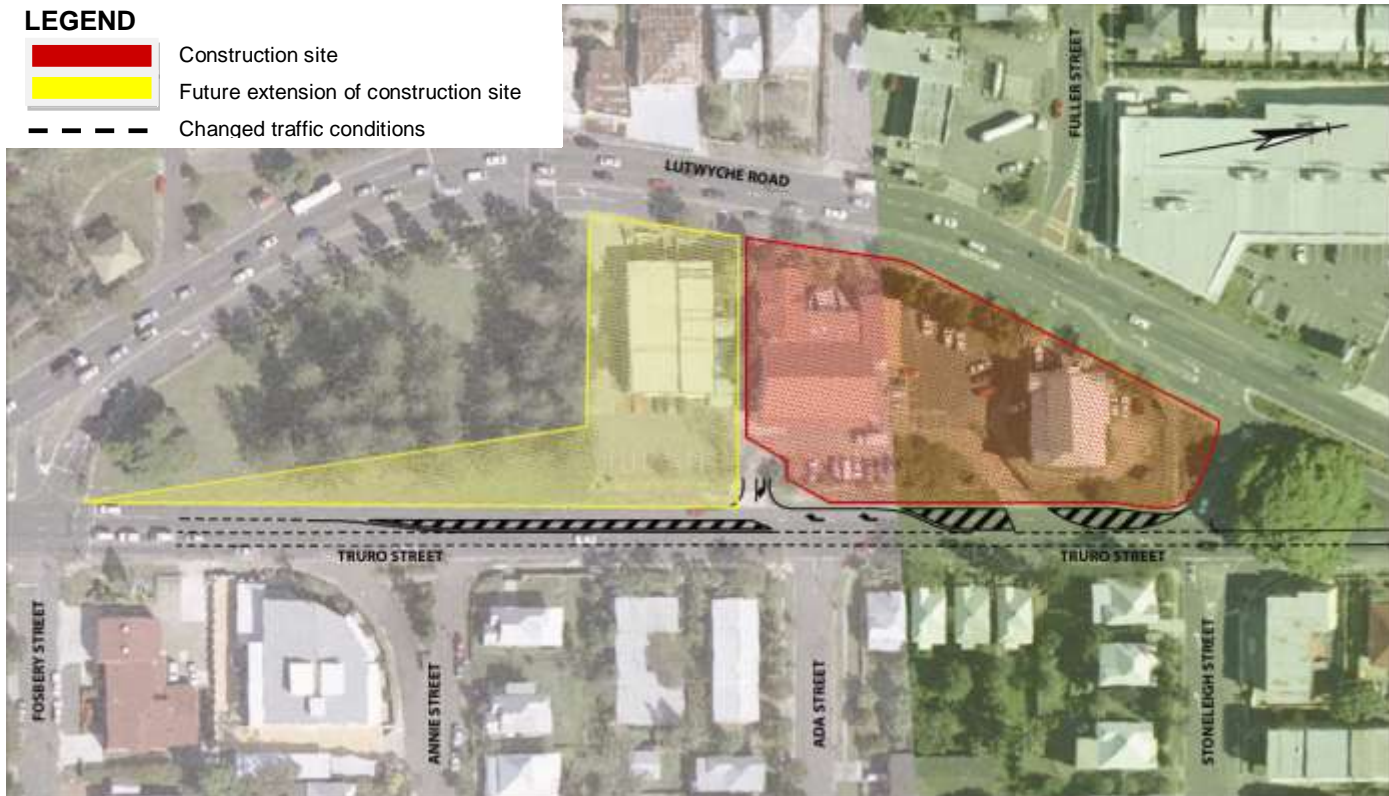 LEGEND
Construction site
Future extension of construction site
Changed traffic conditions
FULLER STREET
LUTWYCHE ROAD
TRURO STREET
TRURO STREET
FOSBERY STREET
ANNIE STREET
ADA STREET
STONELEIGH STREET